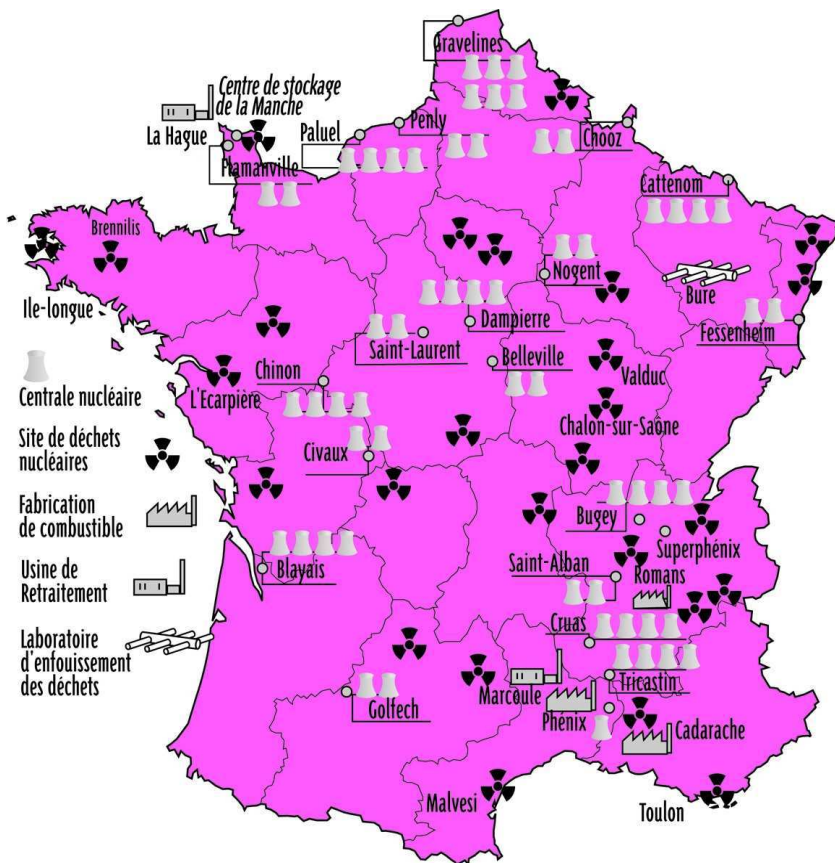 Gravelines
Centre de stockage
de la Manche
La Hague
Paluel
Penly
Chooz
Flamanville
Cattenom
Brennilis
Nogent
Bure
Ile-longue
Dampierre
Saint-Laurent
Fessenheim
Belleville
Chinon
Valduc
L'Ecarpière
Centrale nucléaire
Chalon-sur-Saône
Site de déchets
nucléaires
Civaux
Fabrication
de combustible
Bugey
Superphénix
Saint-Alban
Romans
Usine de
Retraitement
Blayais
Cruas
Laboratoire
d'enfouissement
des déchets
Marcoule
Tricastin
Golfech
Phénix
Cadarache
Malvesi
Toulon